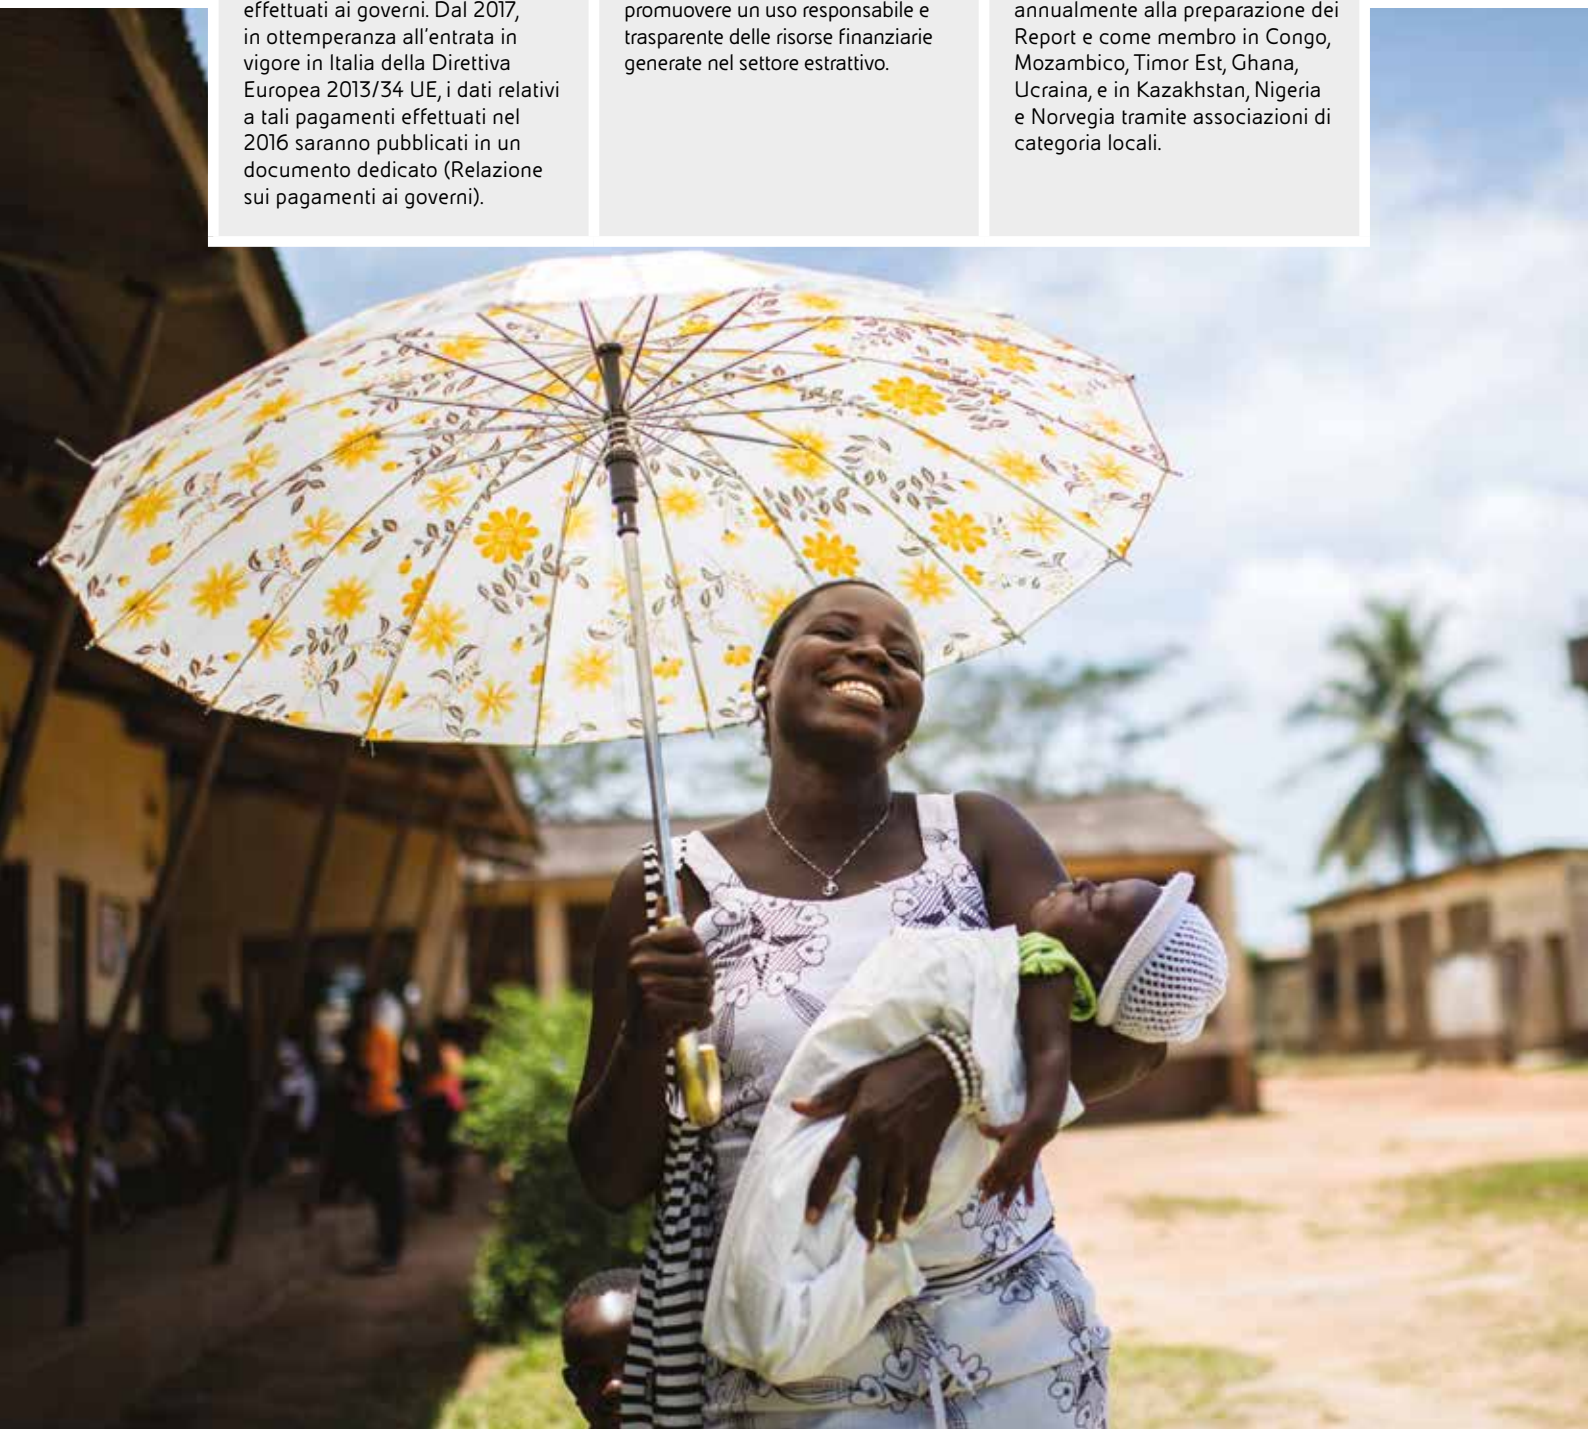 effettuati ai governi. Dal 2017,
in ottemperanza all'entrata in
vigore in Italia della Direttiva
Europea 2013/34 UE, i dati relativi
a tali pagamenti effettuati nel
2016 saranno pubblicati in un
documento dedicato (Relazione
sui pagamenti ai governi).
promuovere un uso responsabile e
trasparente delle risorse finanziarie
generate nel settore estrattivo.
annualmente alla preparazione dei
Report e come membro in Congo,
Mozambico, Timor Est, Ghana,
Ucraina, e in Kazakhstan, Nigeria
e Norvegia tramite associazioni di
categoria locali.